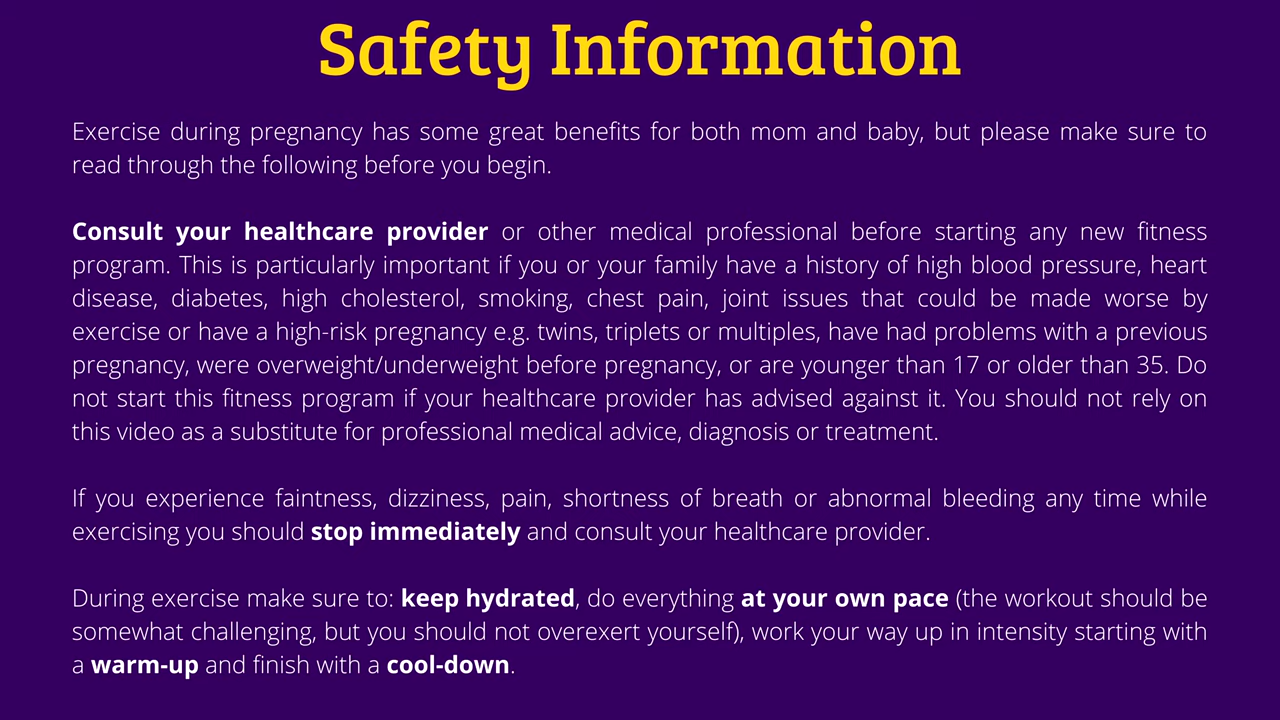 Safety Information
Exercise during pregnancy has some great benefits for both mom and baby, but please make sure to
read through the following before you begin.
Consult your healthcare provider or other medical professional before starting any new fitness
program. This is particularly important if you or your family have a history of high blood pressure, heart
disease, diabetes, high cholesterol, smoking, chest pain, joint issues that could be made worse by
exercise or have a high-risk pregnancy e.g. twins, triplets or multiples, have had problems with a previous
pregnancy, were overweight/underweight before pregnancy, or are younger than 17 or older than 35. Do
not start this fitness program if your healthcare provider has advised against it. You should not rely on
this video as a substitute for professional medical advice, diagnosis or treatment.
If you experience faintness, dizziness, pain, shortness of breath or abnormal bleeding any time while
exercising you should stop immediately and consult your healthcare provider.
During exercise make sure to: keep hydrated, do everything at your own pace (the workout should be
somewhat challenging, but you should not overexert yourself), work your way up in intensity starting with
a warm-up and finish with a cool-down.